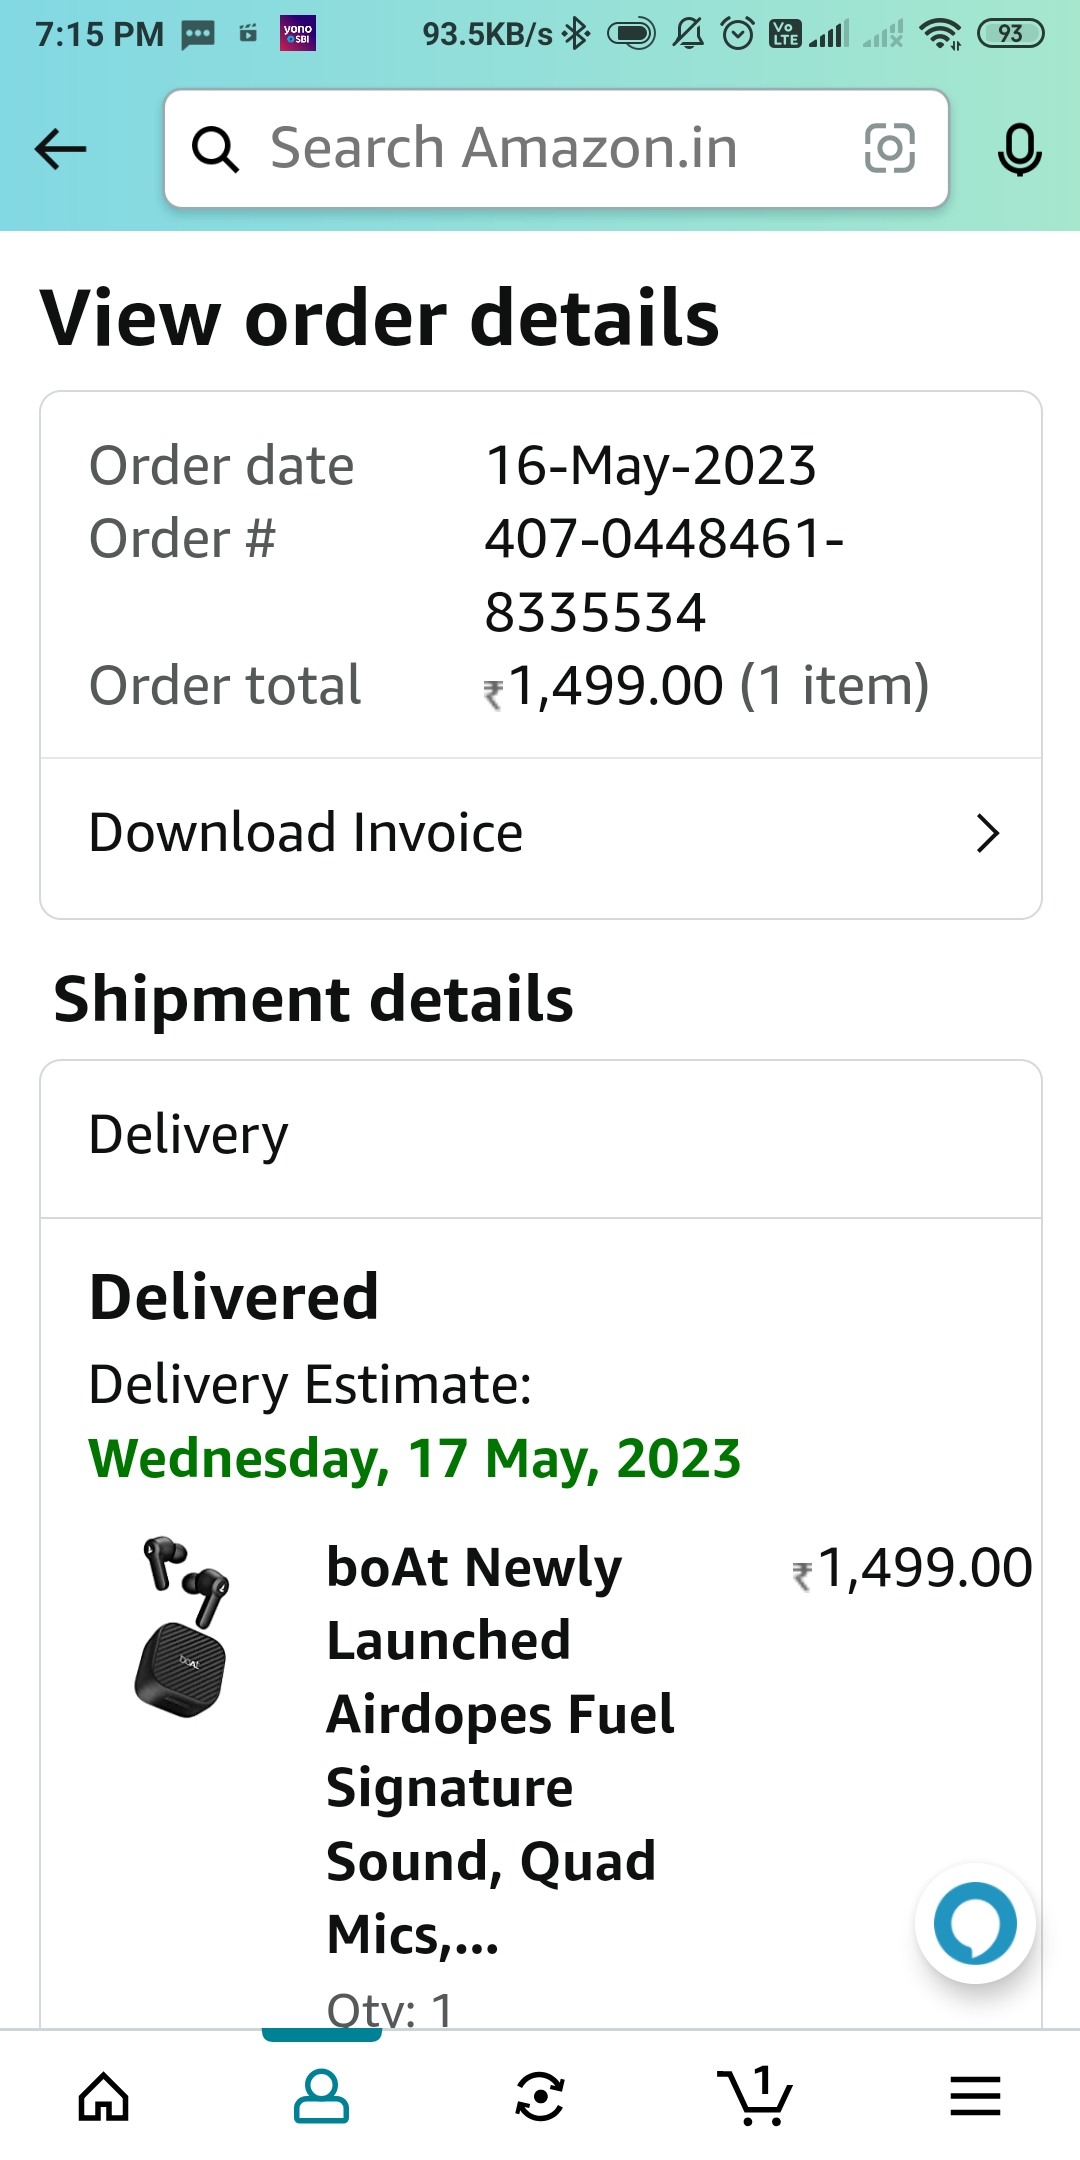 7:15 PM yono SBI 93.5KB/s Vo LTE 93
Search Amazon.in
View order details
Order date 16-May-2023
Order # 407-0448461-
8335534
Order total ₹1,499.00 (1 item)
Download Invoice
Shipment details
Delivery
Delivered
Delivery Estimate:
Wednesday, 17 May, 2023
boAt Newly ₹1,499.00
Launched
Airdopes Fuel
Signature
Sound, Quad
Mics,...
Qty: 1
boAt
1